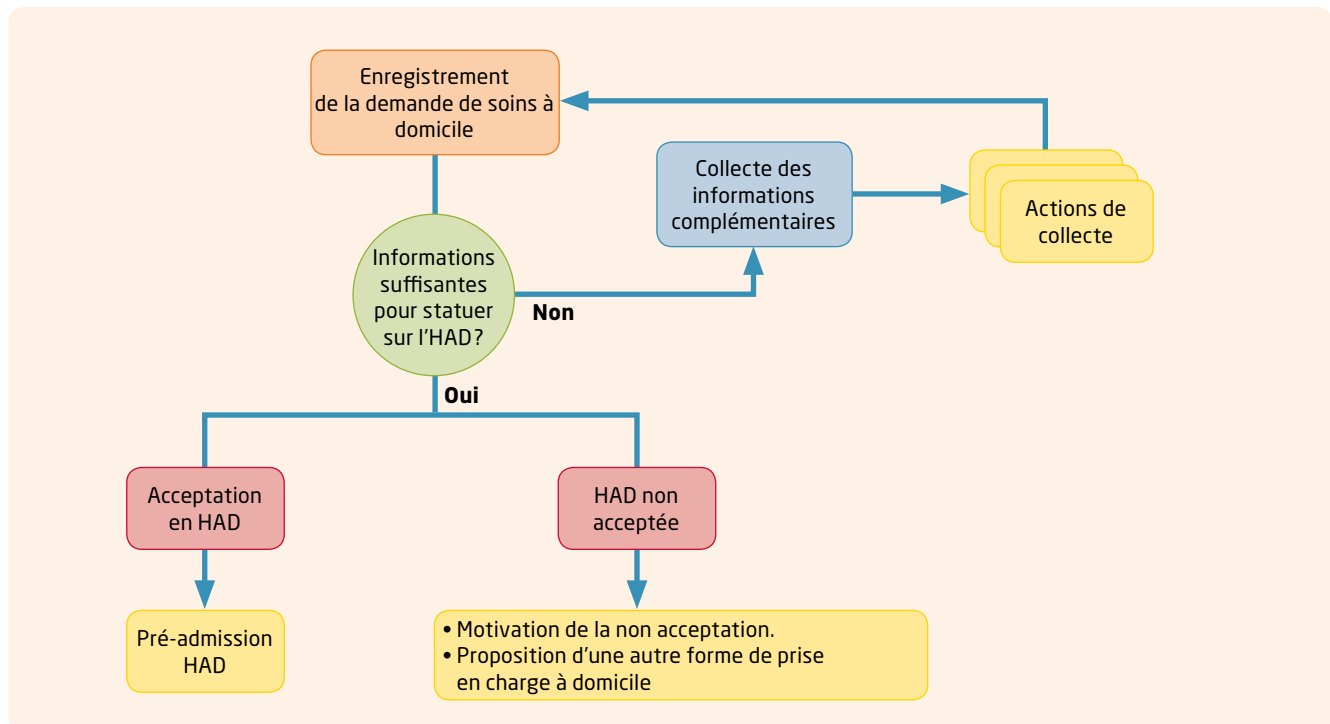 Enregistrement
de la demande de soins à
domicile
Collecte des
informations
complémentaires
Actions de
collecte
Informations
suffisantes
pour statuer
sur l'HAD ?
Non
Oui
Acceptation
en HAD
HAD non
acceptée
Pré-admission
HAD
• Motivation de la non acceptation.
• Proposition d'une autre forme de prise
en charge à domicile